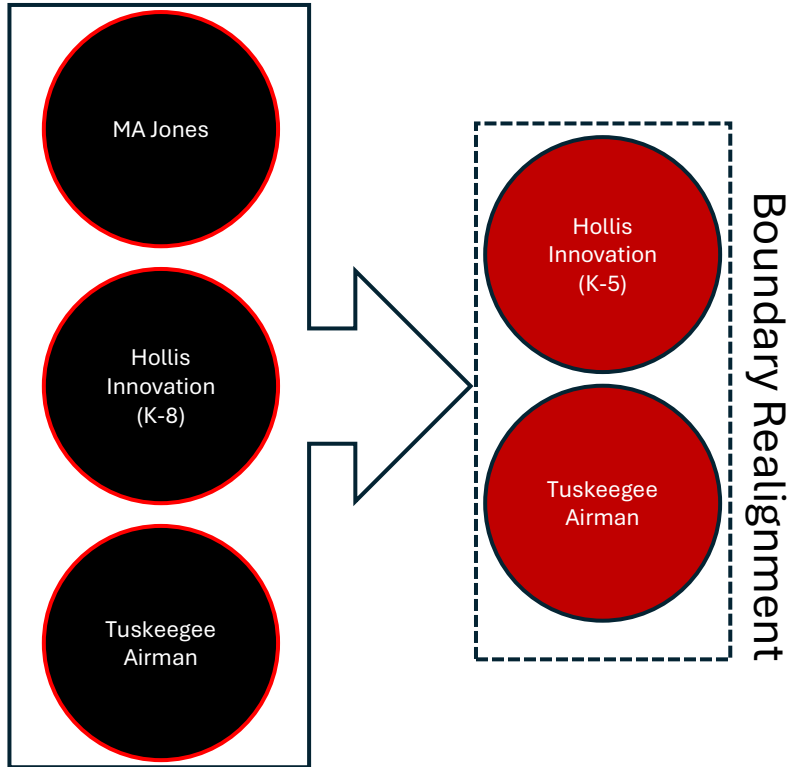 MA Jones
Hollis
Innovation
(K-8)
Tuskeegee
Airman
Hollis
Innovation
(K-5)
Tuskeegee
Airman
Boundary Realignment